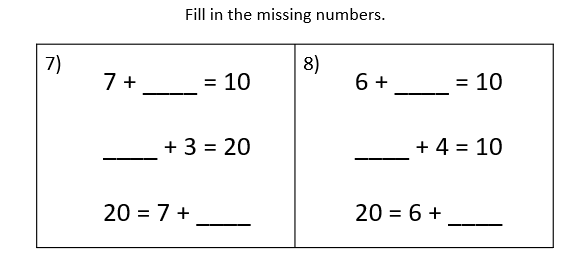 Fill in the missing numbers.
7)
7 + ____ = 10
____ + 3 = 20
20 = 7 + ____
8)
6 + ____ = 10
____ + 4 = 10
20 = 6 + ____